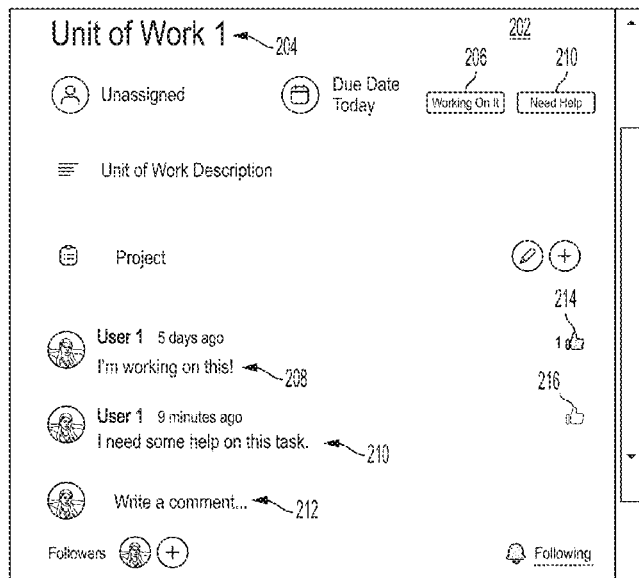 Unit of Work 1 204
202
206 210
Unassigned
Due Date
Today
Working On It Need Help
Unit of Work Description
Project
214
User 1 5 days ago
1
I'm working on this! 208
216
User 1 9 minutes ago
I need some help on this task. 210
Write a comment... 212
Followers
Following